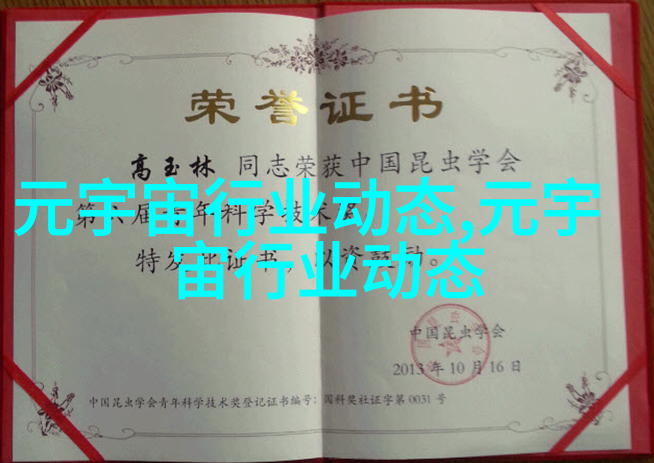 荣誉证书
高玉林 同志荣获中国昆虫学会
元宇宙行业动态,元宇
宙行业动态
中国昆虫学会
2013年10月16日
中国昆虫学会青年科学技术奖登记证书编号：国科奖社证字第0031号